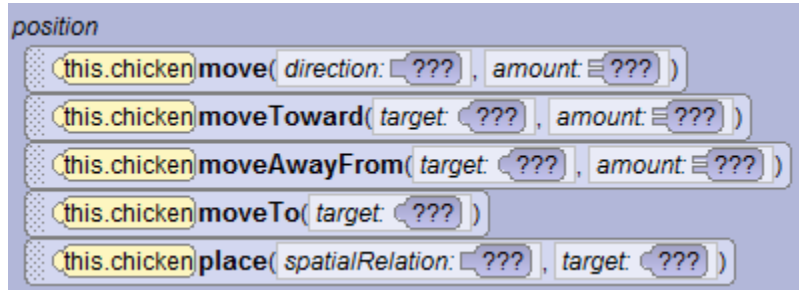 position
this.chicken move( direction: ??? , amount: ??? )
this.chicken moveToward( target: ??? , amount: ??? )
this.chicken moveAwayFrom( target: ??? , amount: ??? )
this.chicken moveTo( target: ??? )
this.chicken place( spatialRelation: ??? , target: ??? )